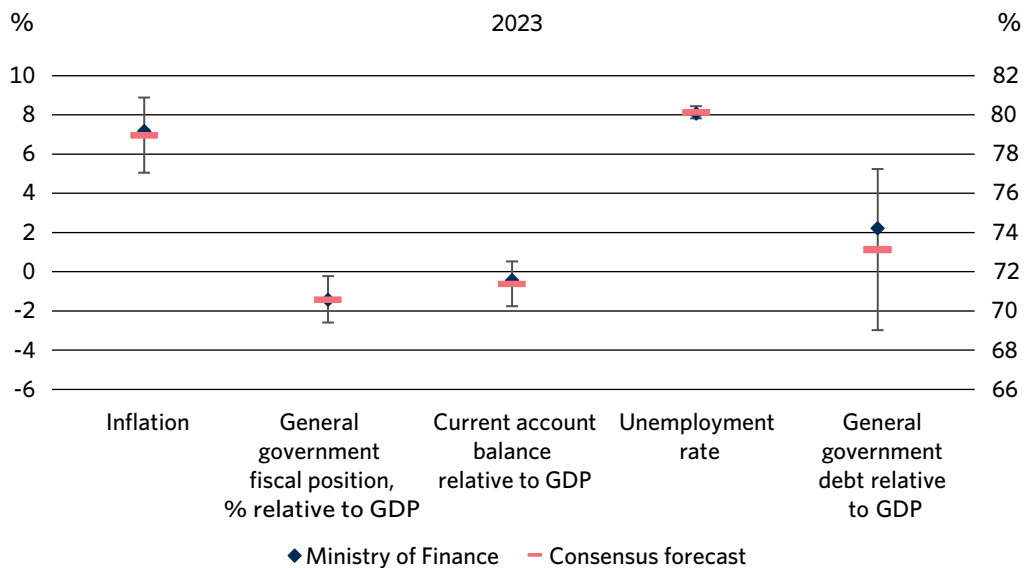 % 2023 %
10 82
8 80
6 78
4 76
2 74
0 72
-2 70
-4 68
-6 66
Inflation
General
government
fiscal position,
% relative to GDP
Current account
balance
relative to GDP
Unemployment
rate
General
government
debt relative
to GDP
Ministry of Finance Consensus forecast